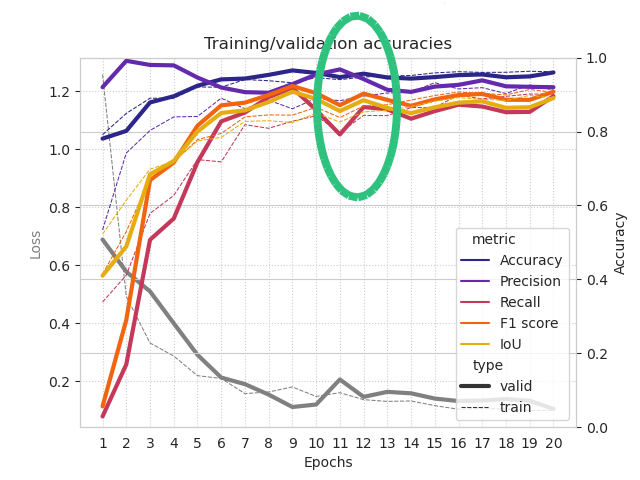 Training/validation accuracies
1.2
1.0
0.8
0.6
0.4
0.2
Loss
1.0
0.8
0.6
0.4
0.2
0.0
Accuracy
metric
Accuracy
Precision
Recall
F1 score
IoU
type
valid
train
1 2 3 4 5 6 7 8 9 10 11 12 13 14 15 16 17 18 19 20
Epochs